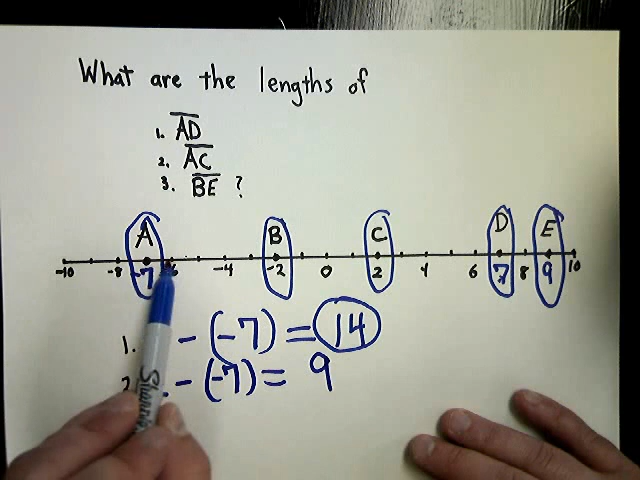 What are the lengths of
1. AD
2. AC
3. BE ?
A B C D E
-10 -8 -7 -4 -2 0 2 4 6 7 8 9 10
1. - (-7) = 14
2 - (-7) = 9